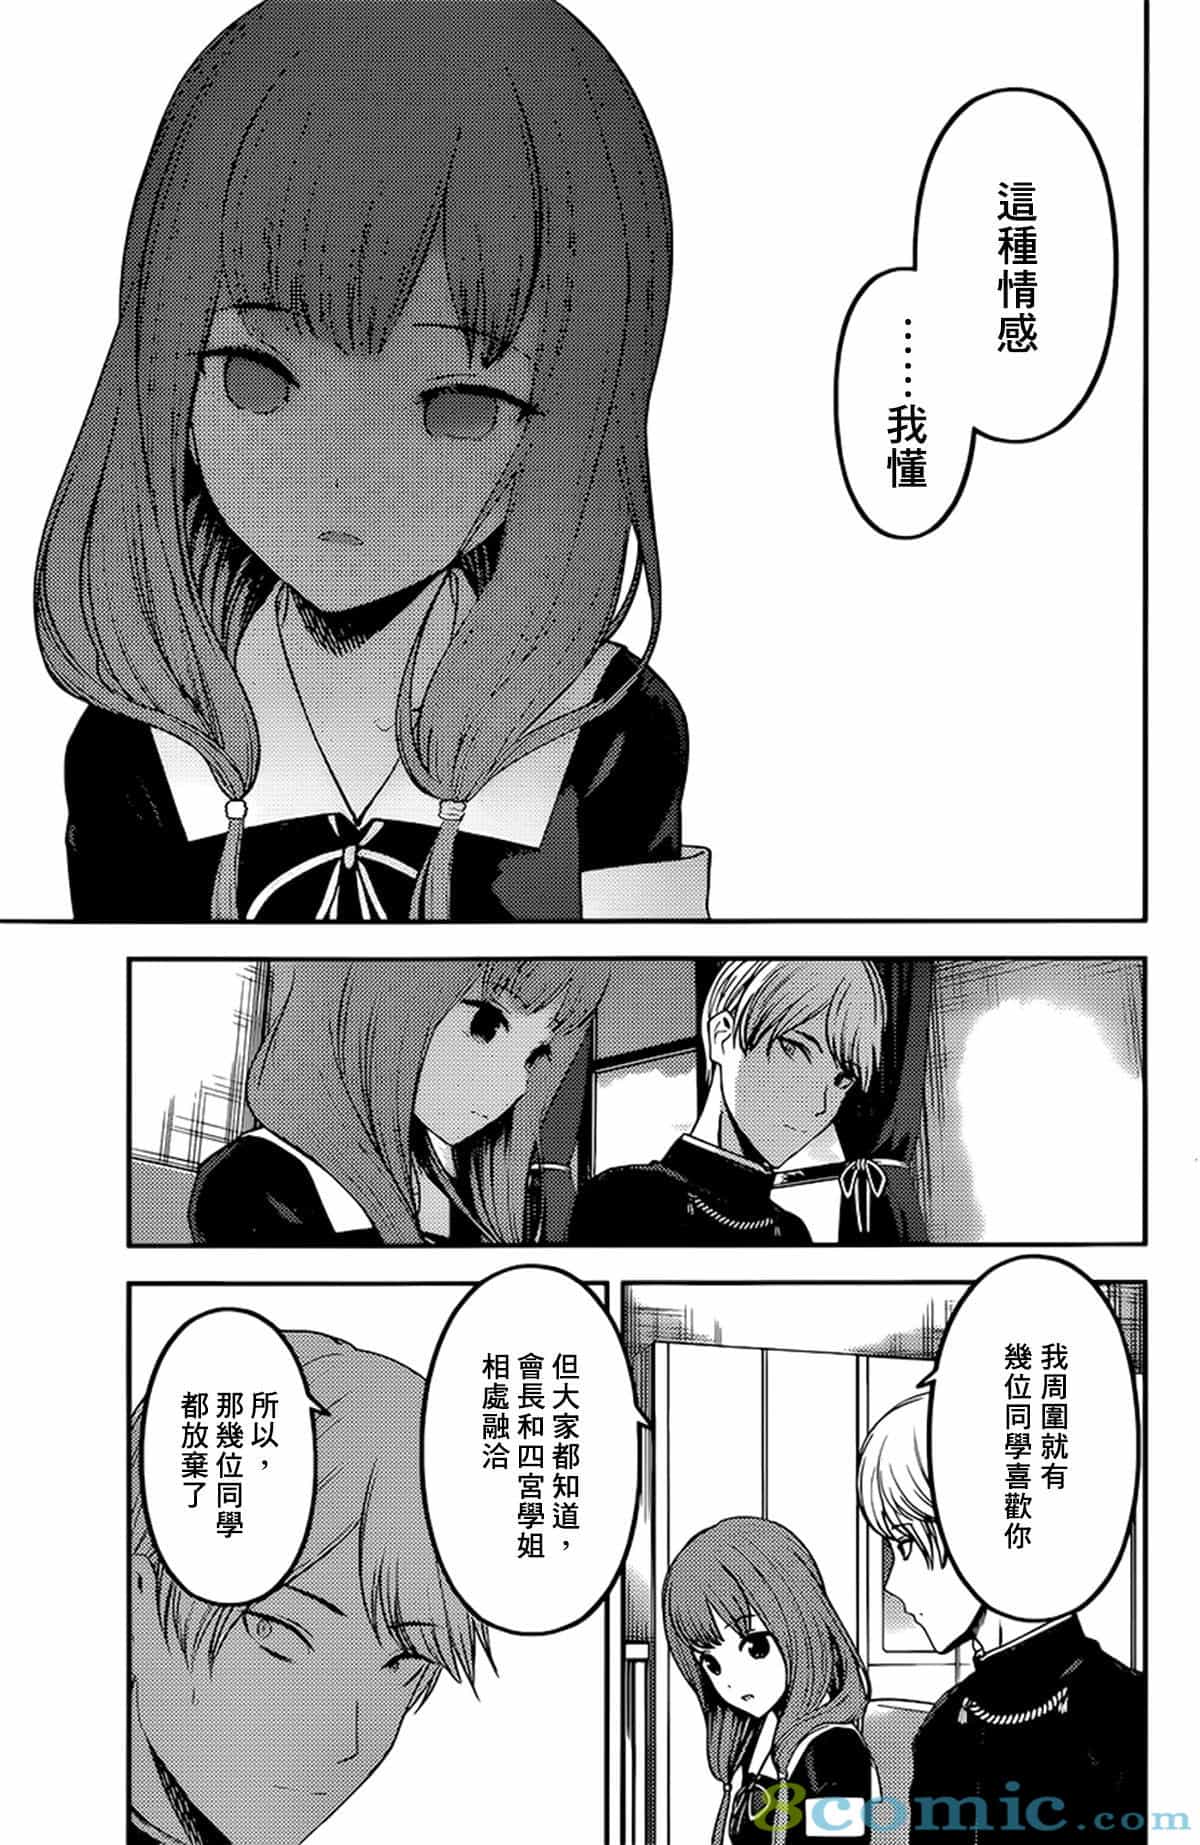 這種情感
……我懂
我周圍就有
幾位同學喜歡你
但大家都知道，
會長和四宮學姐
相處融洽
所以，
那幾位同學
都放棄了
8comic.com